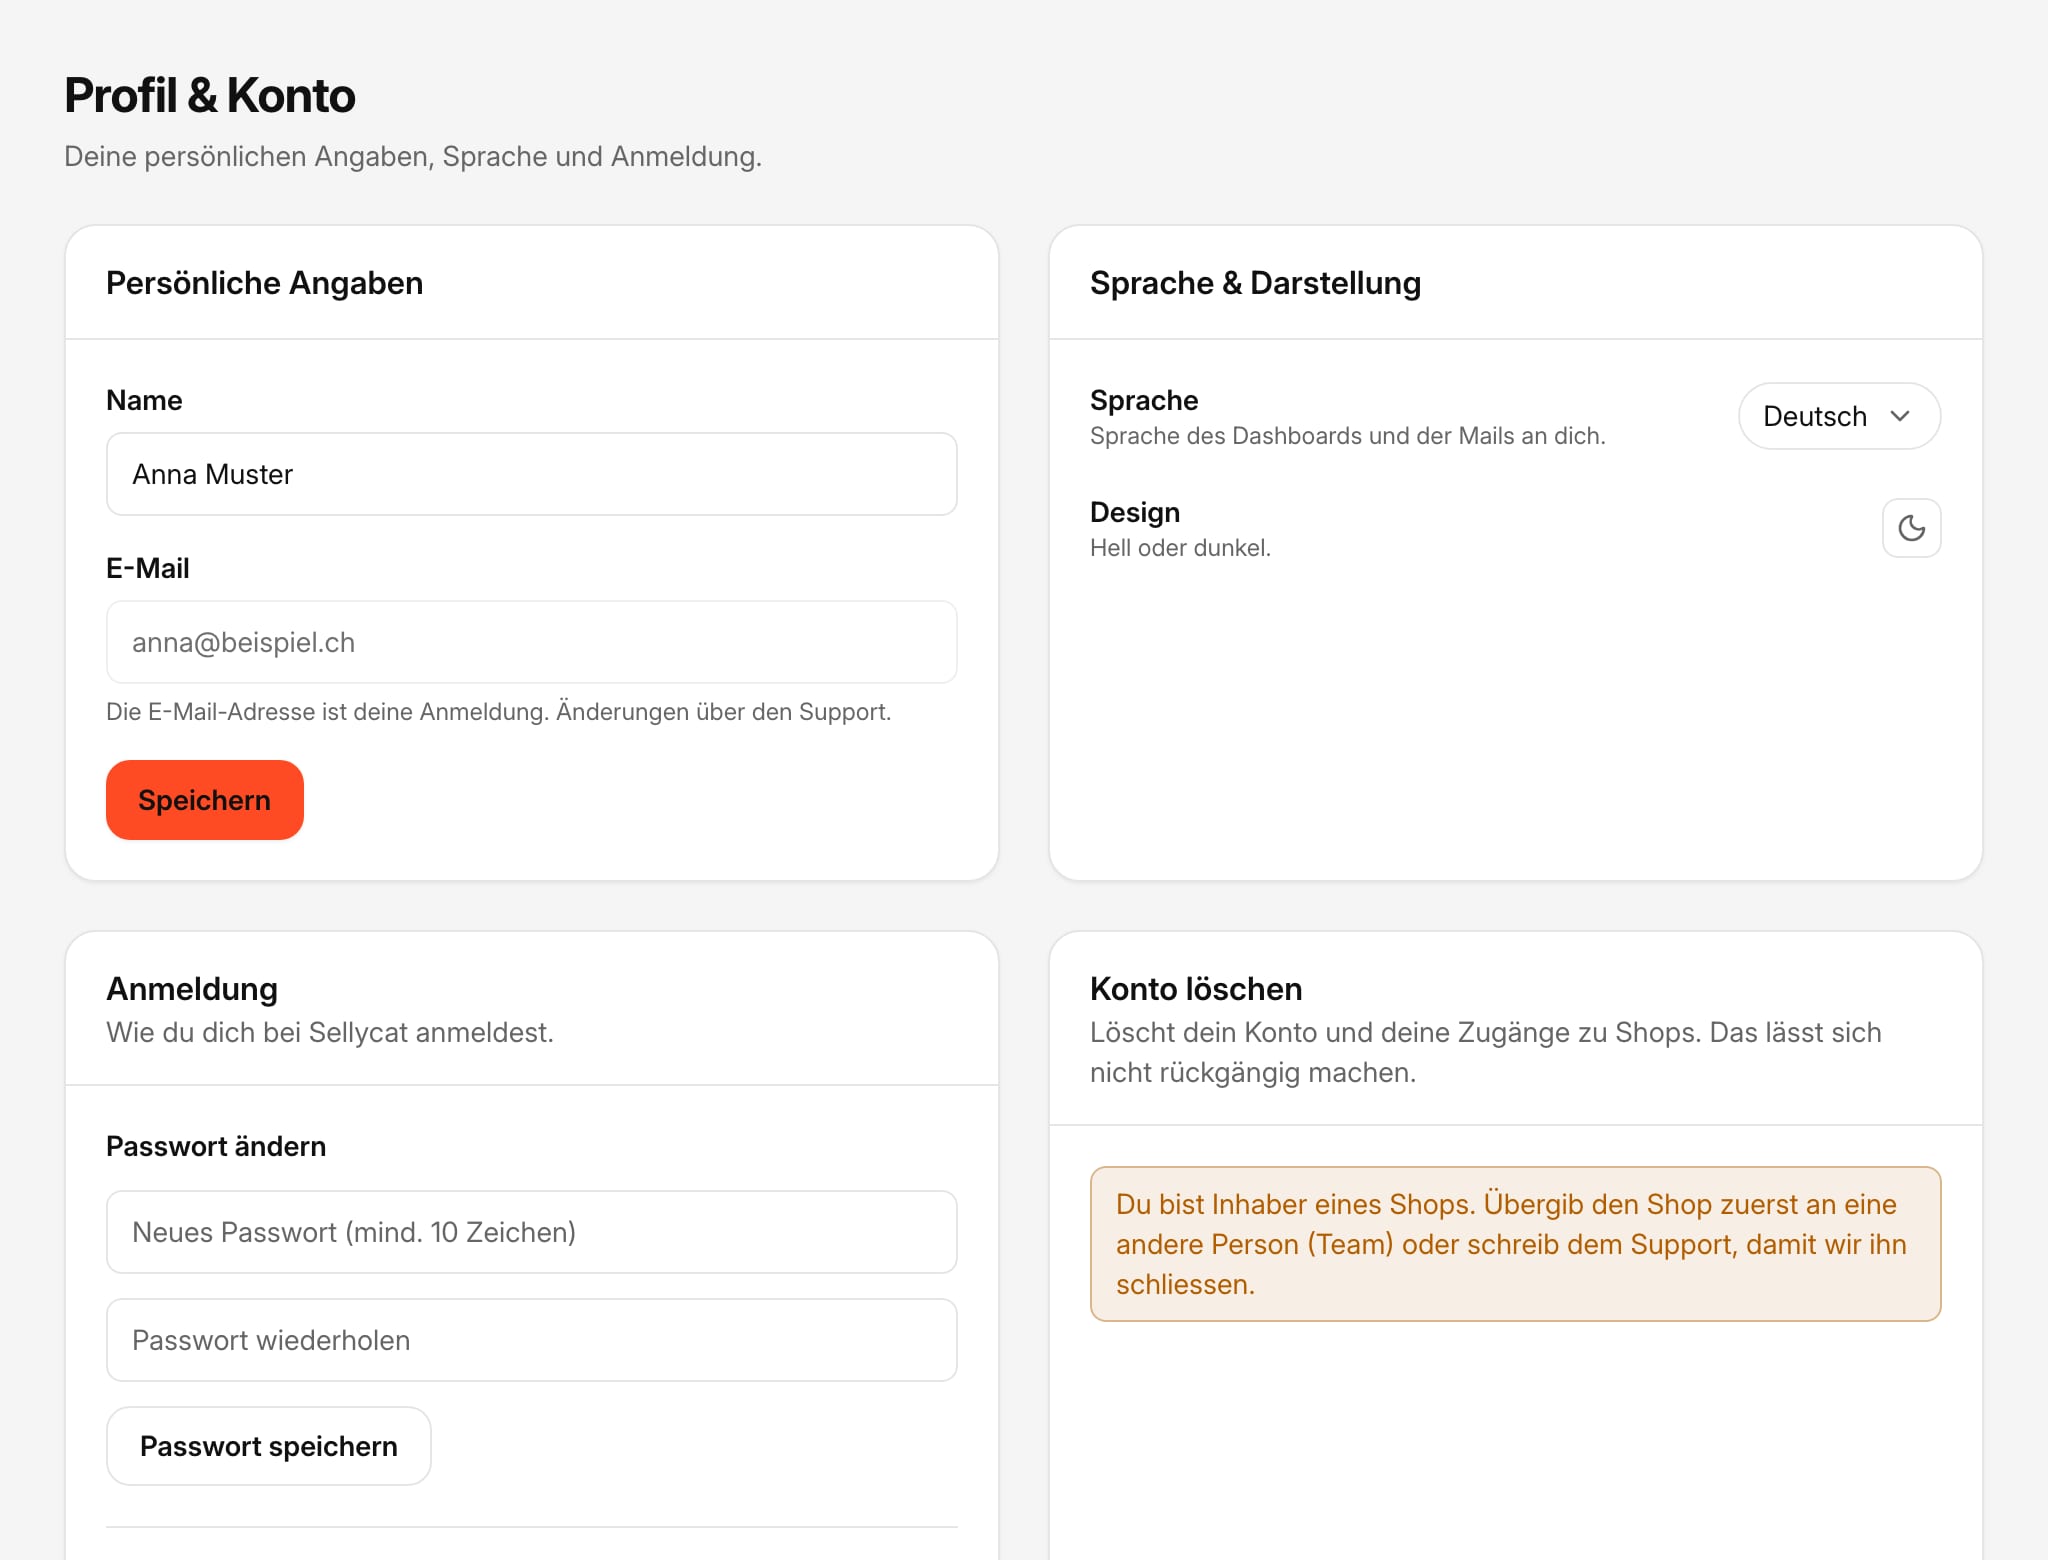 Profil & Konto
Deine persönlichen Angaben, Sprache und Anmeldung.
Persönliche Angaben
Name
Anna Muster
E-Mail
anna@beispiel.ch
Die E-Mail-Adresse ist deine Anmeldung. Änderungen über den Support.
Speichern
Sprache & Darstellung
Sprache
Sprache des Dashboards und der Mails an dich.
Deutsch
Design
Hell oder dunkel.
Anmeldung
Wie du dich bei Sellycat anmeldest.
Passwort ändern
Neues Passwort (mind. 10 Zeichen)
Passwort wiederholen
Passwort speichern
Konto löschen
Löscht dein Konto und deine Zugänge zu Shops. Das lässt sich
nicht rückgängig machen.
Du bist Inhaber eines Shops. Übergib den Shop zuerst an eine
andere Person (Team) oder schreib dem Support, damit wir ihn
schliessen.